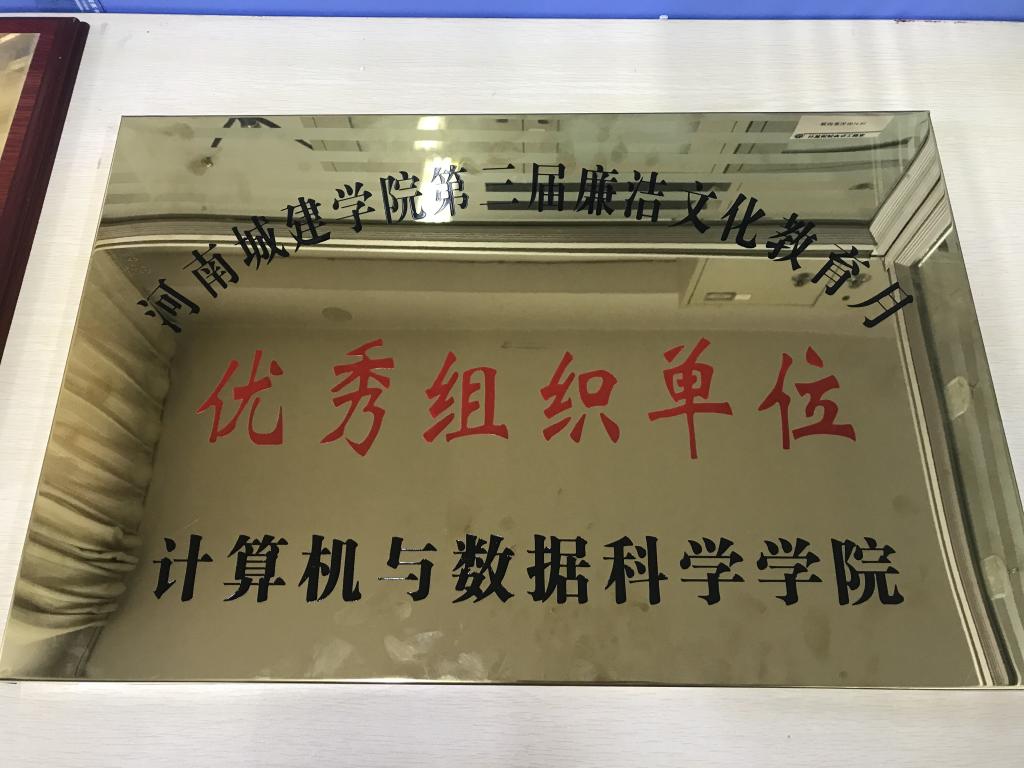 河南城建学院第三届廉洁文化教育月
优秀组织单位
计算机与数据科学学院